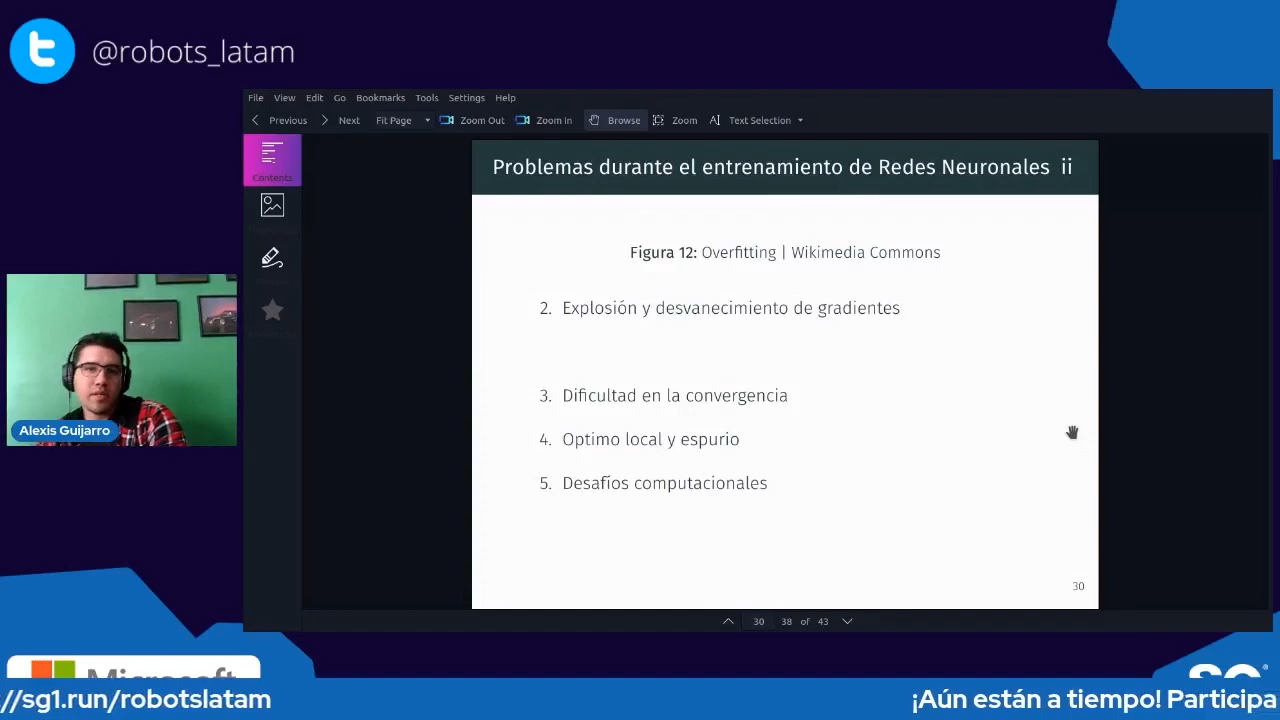 @robots_latam
File View Edit Go Bookmarks Tools Settings Help
Previous Next Fit Page Zoom Out Zoom In Browse Zoom Text Selection
Contents
Problemas durante el entrenamiento de Redes Neuronales ii
Figura 12: Overfitting | Wikimedia Commons
2. Explosión y desvanecimiento de gradientes
3. Dificultad en la convergencia
4. Optimo local y espurio
5. Desafíos computacionales
30
Alexis Guijarro
30 38 of 43
Microsoft
SG
//sg1.run/robotslatam
¡Aún están a tiempo! Participa